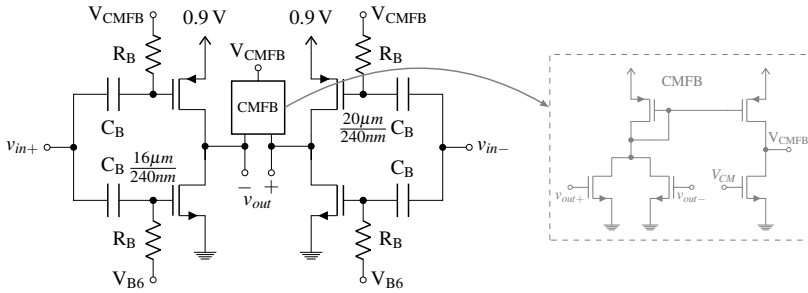 V_CMFB 0.9 V 0.9 V V_CMFB
V_CMFB
R_B R_B
CMFB
CMFB
C_B 20µm/240nm C_B
v_in+ v_in−
V_CMFB
C_B 16µm/240nm C_B
− +
v_out
V_CM
v_out+ v_out−
R_B R_B
V_B6 V_B6